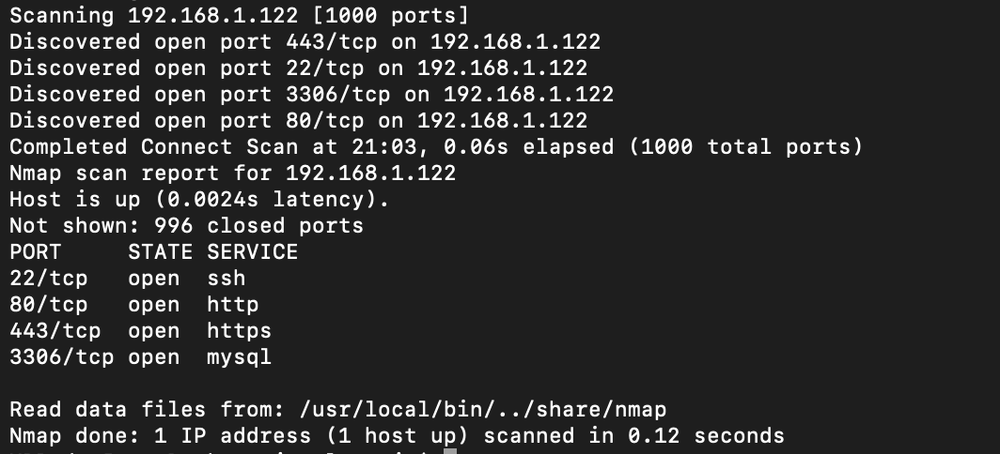 Scanning 192.168.1.122 [1000 ports]
Discovered open port 443/tcp on 192.168.1.122
Discovered open port 22/tcp on 192.168.1.122
Discovered open port 3306/tcp on 192.168.1.122
Discovered open port 80/tcp on 192.168.1.122
Completed Connect Scan at 21:03, 0.06s elapsed (1000 total ports)
Nmap scan report for 192.168.1.122
Host is up (0.0024s latency).
Not shown: 996 closed ports
PORT     STATE SERVICE
22/tcp   open  ssh
80/tcp   open  http
443/tcp  open  https
3306/tcp open  mysql
Read data files from: /usr/local/bin/../share/nmap
Nmap done: 1 IP address (1 host up) scanned in 0.12 seconds